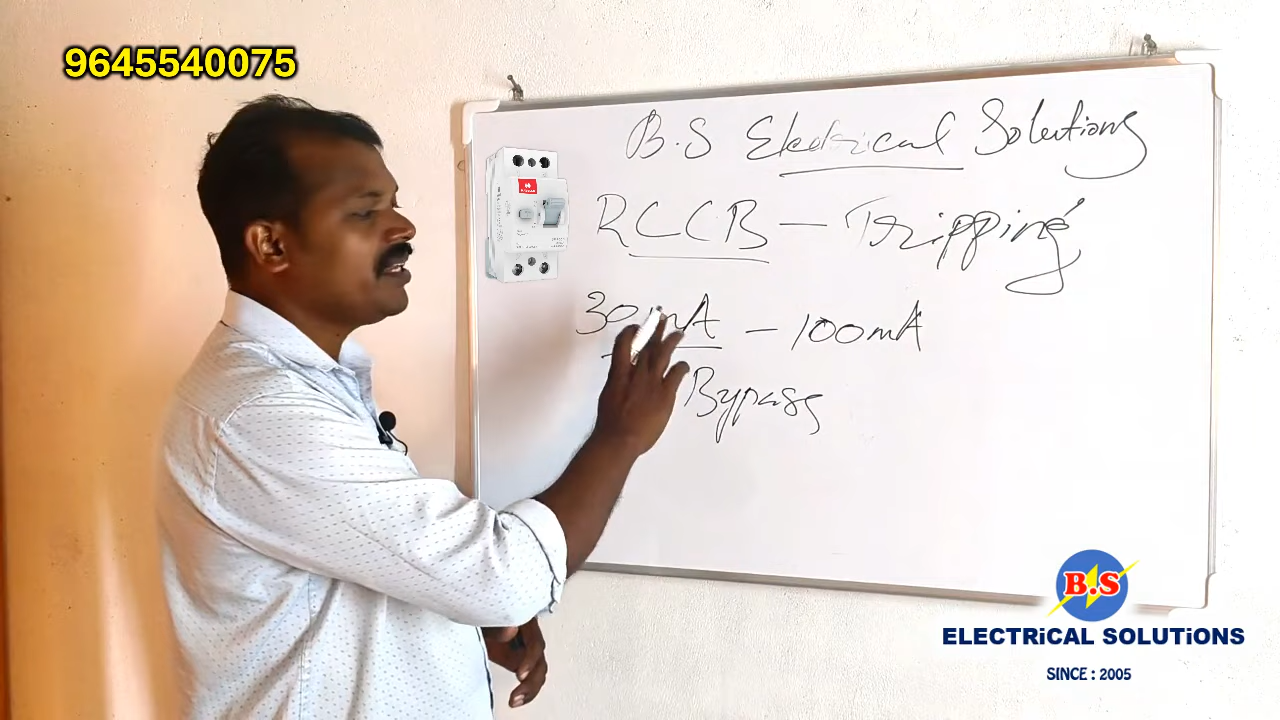 9645540075
B.S Electrical Solutions
RCCB - Tripping
30mA - 100mA
Bypass
B.S
ELECTRiCAL SOLUTiONS
SINCE : 2005